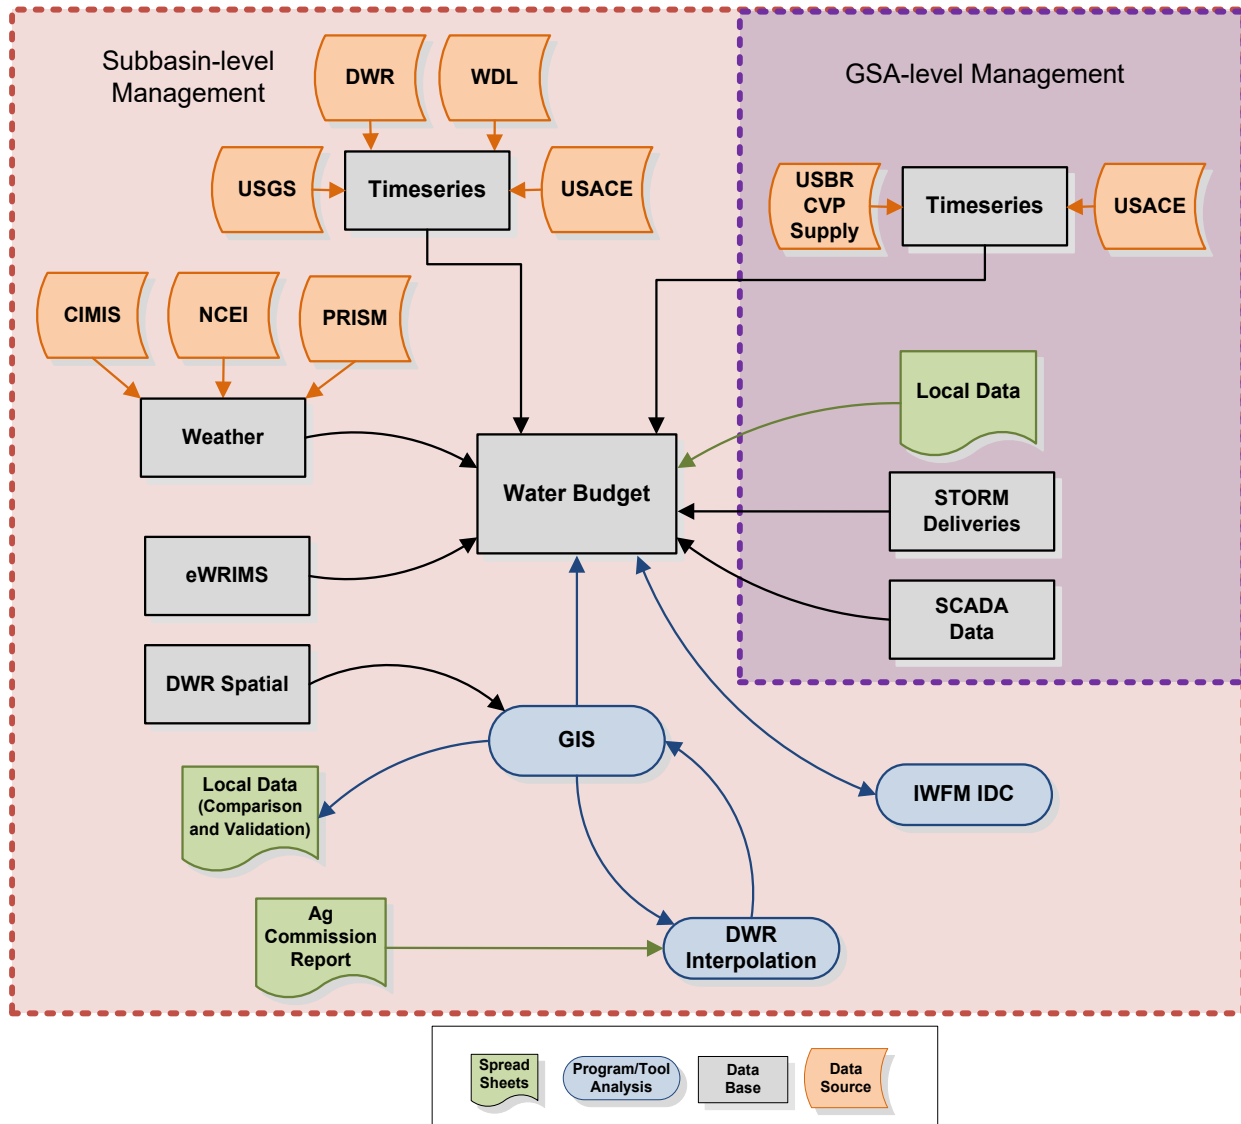 Subbasin-level
Management
GSA-level Management
DWR
WDL
USGS
Timeseries
USACE
USBR
CVP
Supply
Timeseries
USACE
CIMIS
NCEI
PRISM
Local Data
Weather
Water Budget
STORM
Deliveries
eWRIMS
SCADA
Data
DWR Spatial
GIS
Local Data
(Comparison
and Validation)
IWFM IDC
Ag
Commission
Report
DWR
Interpolation
Spread
Sheets
Program/Tool
Analysis
Data
Base
Data
Source